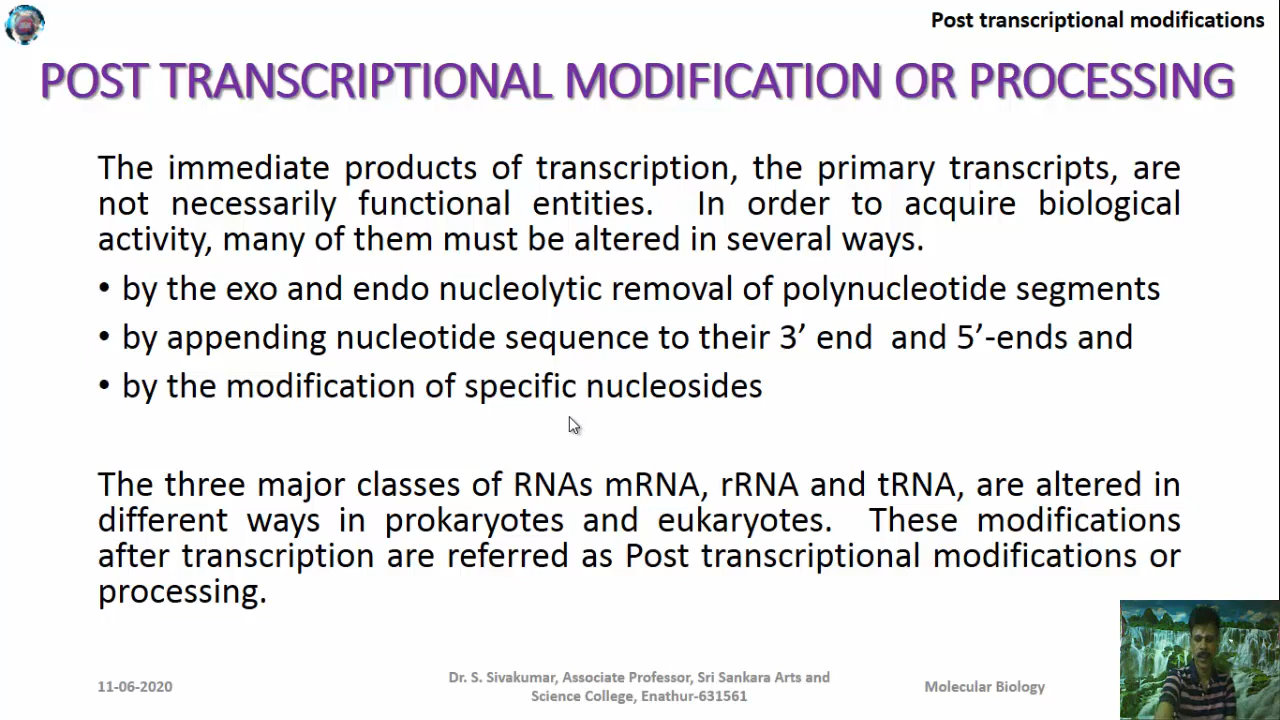 Post transcriptional modifications
POST TRANSCRIPTIONAL MODIFICATION OR PROCESSING
The immediate products of transcription, the primary transcripts, are
not necessarily functional entities. In order to acquire biological
activity, many of them must be altered in several ways.
• by the exo and endo nucleolytic removal of polynucleotide segments
• by appending nucleotide sequence to their 3’ end and 5’-ends and
• by the modification of specific nucleosides
The three major classes of RNAs mRNA, rRNA and tRNA, are altered in
different ways in prokaryotes and eukaryotes. These modifications
after transcription are referred as Post transcriptional modifications or
processing.
11-06-2020
Dr. S. Sivakumar, Associate Professor, Sri Sankara Arts and
Science College, Enathur-631561
Molecular Biology